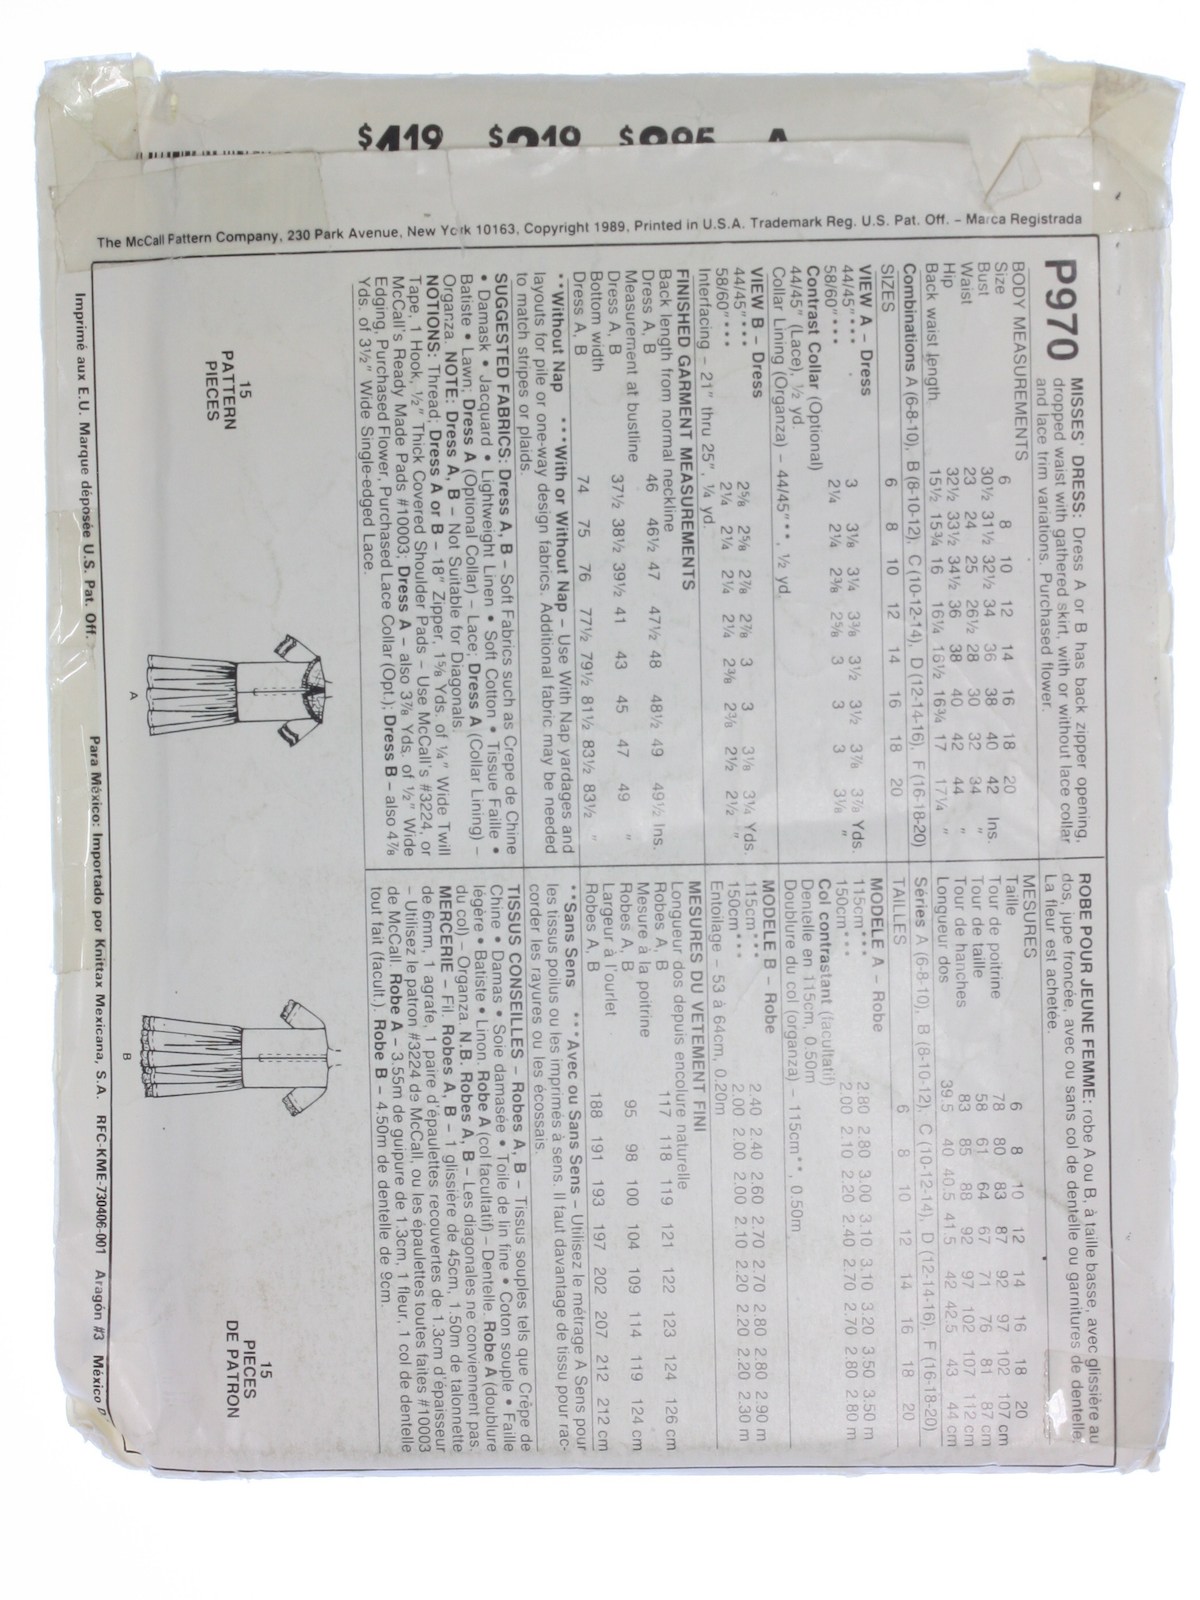 $4.19 $2.19 $8.95 A
The McCall Pattern Company, 230 Park Avenue, New York 10163, Copyright 1989, Printed in U.S.A. Trademark Reg. U.S. Pat. Off. – Marca Registrada
P970
MISSES' DRESS: Dress A or B has back zipper opening,
dropped waist with gathered skirt, with or without lace collar
and lace trim variations. Purchased flower.
BODY MEASUREMENTS
Size 6 8 10 12 14 16 18 20
Bust 30½ 31½ 32½ 34 36 38 40 42 Ins.
Waist 23 24 25 26½ 28 30 32 34 "
Hip 32½ 33½ 34½ 36 38 40 42 44 "
Back waist length 15½ 15¾ 16 16¼ 16½ 16¾ 17 17¼ "
Combinations A (6-8-10), B (8-10-12), C (10-12-14), D (12-14-16), F (16-18-20)
SIZES 6 8 10 12 14 16 18 20
VIEW A – Dress
44/45"*** 3 3⅛ 3¼ 3⅜ 3½ 3½ 3⅞ 3⅞ Yds.
58/60"*** 2¼ 2¼ 2⅜ 2⅝ 3 3 3 3⅛ "
Contrast Collar (Optional)
44/45" (Lace), ½ yd.
Collar Lining (Organza) – 44/45"**, ½ yd.
VIEW B – Dress
44/45"*** 2⅝ 2⅝ 2⅞ 2⅞ 3 3 3⅛ 3¼ Yds.
58/60"*** 2¼ 2¼ 2¼ 2¼ 2⅜ 2⅜ 2½ 2½ "
Interfacing – 21" thru 25", ¼ yd.
FINISHED GARMENT MEASUREMENTS
Back length from normal neckline
Dress A, B 46 46½ 47 47½ 48 48½ 49 49½ Ins.
Measurement at bustline
Dress A, B 37½ 38½ 39½ 41 43 45 47 49 "
Bottom width
Dress A, B 74 75 76 77½ 79½ 81½ 83½ 83½ "
**Without Nap ***With or Without Nap – Use With Nap yardages and
layouts for pile or one-way design fabrics. Additional fabric may be needed
to match stripes or plaids.
SUGGESTED FABRICS: Dress A, B – Soft Fabrics such as Crepe de Chine
• Damask • Jacquard • Lightweight Linen • Soft Cotton • Tissue Faille •
Batiste • Lawn; Dress A (Optional Collar) – Lace; Dress A (Collar Lining) –
Organza. NOTE: Dress A, B – Not Suitable for Diagonals.
NOTIONS: Thread; Dress A or B – 18" Zipper, 1⅝ Yds. of ¼" Wide Twill
Tape, 1 Hook, ½" Thick Covered Shoulder Pads – Use McCall's #3224, or
McCall's Ready Made Pads #10003; Dress A – also 3⅞ Yds. of ½" Wide
Edging, Purchased Flower, Purchased Lace Collar (Opt.); Dress B – also 4⅞
Yds. of 3½" Wide Single-edged Lace.
15
PATTERN
PIECES
A
ROBE POUR JEUNE FEMME: robe A ou B, à taille basse, avec glissière au
dos, jupe froncée, avec ou sans col de dentelle ou garnitures de dentelle.
La fleur est achetée.
MESURES
Taille 6 8 10 12 14 16 18 20
Tour de poitrine 78 80 83 87 92 97 102 107 cm
Tour de taille 58 61 64 67 71 76 81 87 cm
Tour de hanches 83 85 88 92 97 102 107 112 cm
Longueur dos 39.5 40 40.5 41.5 42 42.5 43 44 cm
Séries A (6-8-10), B (8-10-12), C (10-12-14), D (12-14-16), F (16-18-20)
TAILLES 6 8 10 12 14 16 18 20
MODELE A – Robe
115cm*** 2.80 2.80 3.00 3.10 3.10 3.20 3.50 3.50 m
150cm*** 2.00 2.10 2.20 2.40 2.70 2.70 2.80 2.80 m
Col contrastant (facultatif)
Dentelle en 115cm, 0.50m
Doublure du col (organza) – 115cm**, 0.50m
MODELE B – Robe
115cm*** 2.40 2.40 2.60 2.70 2.70 2.80 2.80 2.90 m
150cm*** 2.00 2.00 2.00 2.10 2.20 2.20 2.20 2.30 m
Entoilage – 53 à 64cm, 0.20m
MESURES DU VETEMENT FINI
Longueur dos depuis encolure naturelle
Robes A, B 117 118 119 121 122 123 124 126 cm
Mesure à la poitrine
Robes A, B 95 98 100 104 109 114 119 124 cm
Largeur à l'ourlet
Robes A, B 188 191 193 197 202 207 212 212 cm
**Sans Sens ***Avec ou Sans Sens – Utilisez le métrage A Sens pour
les tissus poilus ou les imprimés à sens. Il faut davantage de tissu pour rac-
corder les rayures ou les écossais.
TISSUS CONSEILLES – Robes A, B – Tissus souples tels que Crêpe de
Chine • Damas • Soie damasée • Toile de lin fine • Coton souple • Faille
légère • Batiste • Linon. Robe A (col facultatif) – Dentelle. Robe A (doublure
du col) – Organza. N.B. Robes A, B – Les diagonales ne conviennent pas.
MERCERIE – Fil. Robes A, B – 1 glissière de 45cm, 1.50m de talonnette
de 6mm, 1 agrafe, 1 paire d'épaulettes recouvertes de 1.3cm d'épaisseur
– Utilisez le patron #3224 de McCall, ou les épaulettes toutes faites #10003
de McCall. Robe A – 3.55m de guipure de 1.3cm, 1 fleur, 1 col de dentelle
tout fait (facult.). Robe B – 4.50m de dentelle de 9cm.
15
PIECES
DE PATRON
B
Imprimé aux E.U. Marque déposée U.S. Pat. Off. Para México: Importado por Knittax Mexicana, S.A. RFC-KME-730406-001 Aragón #3 México D